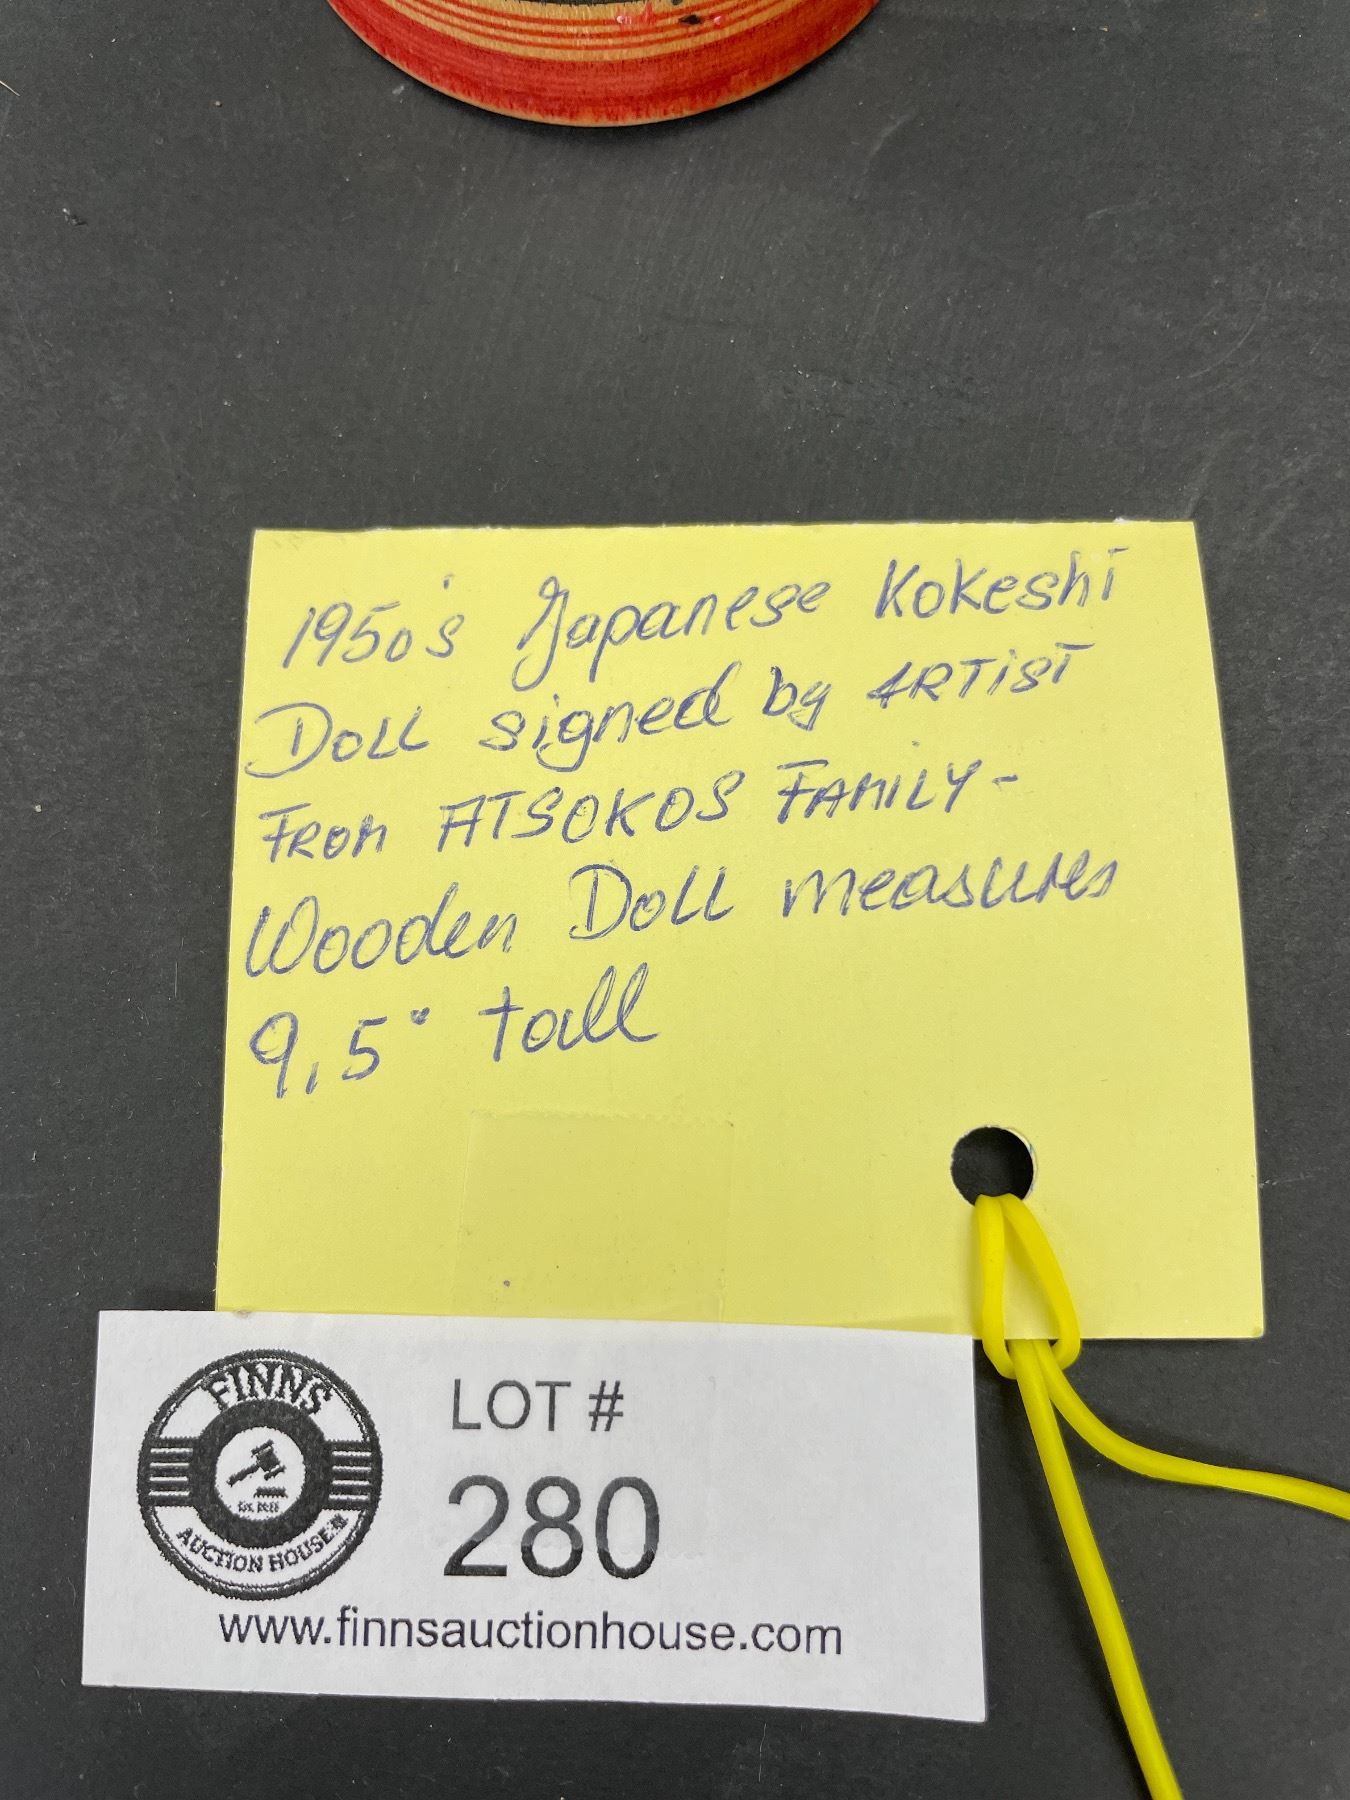 1950's Japanese Kokeshi
Doll signed by ARTIST
FROM ATSOKOS FAMILY-
Wooden Doll measures
9,5" tall
FINNS
AUCTION HOUSE
LOT #
280
www.finnsauctionhouse.com